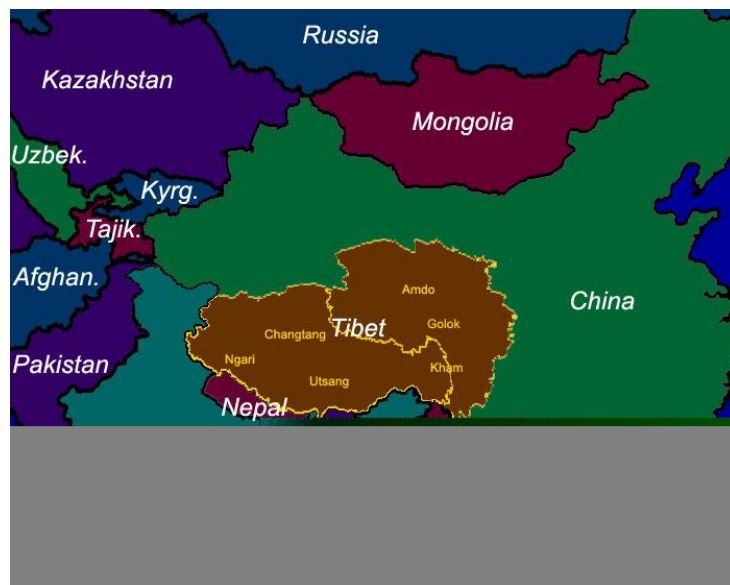 Russia
Kazakhstan
Mongolia
Uzbek.
Kyrg.
Tajik.
Afghan.
Amdo
China
Golok
Tibet
Changtang
Ngari
Pakistan
Kham
Utsang
Nepal